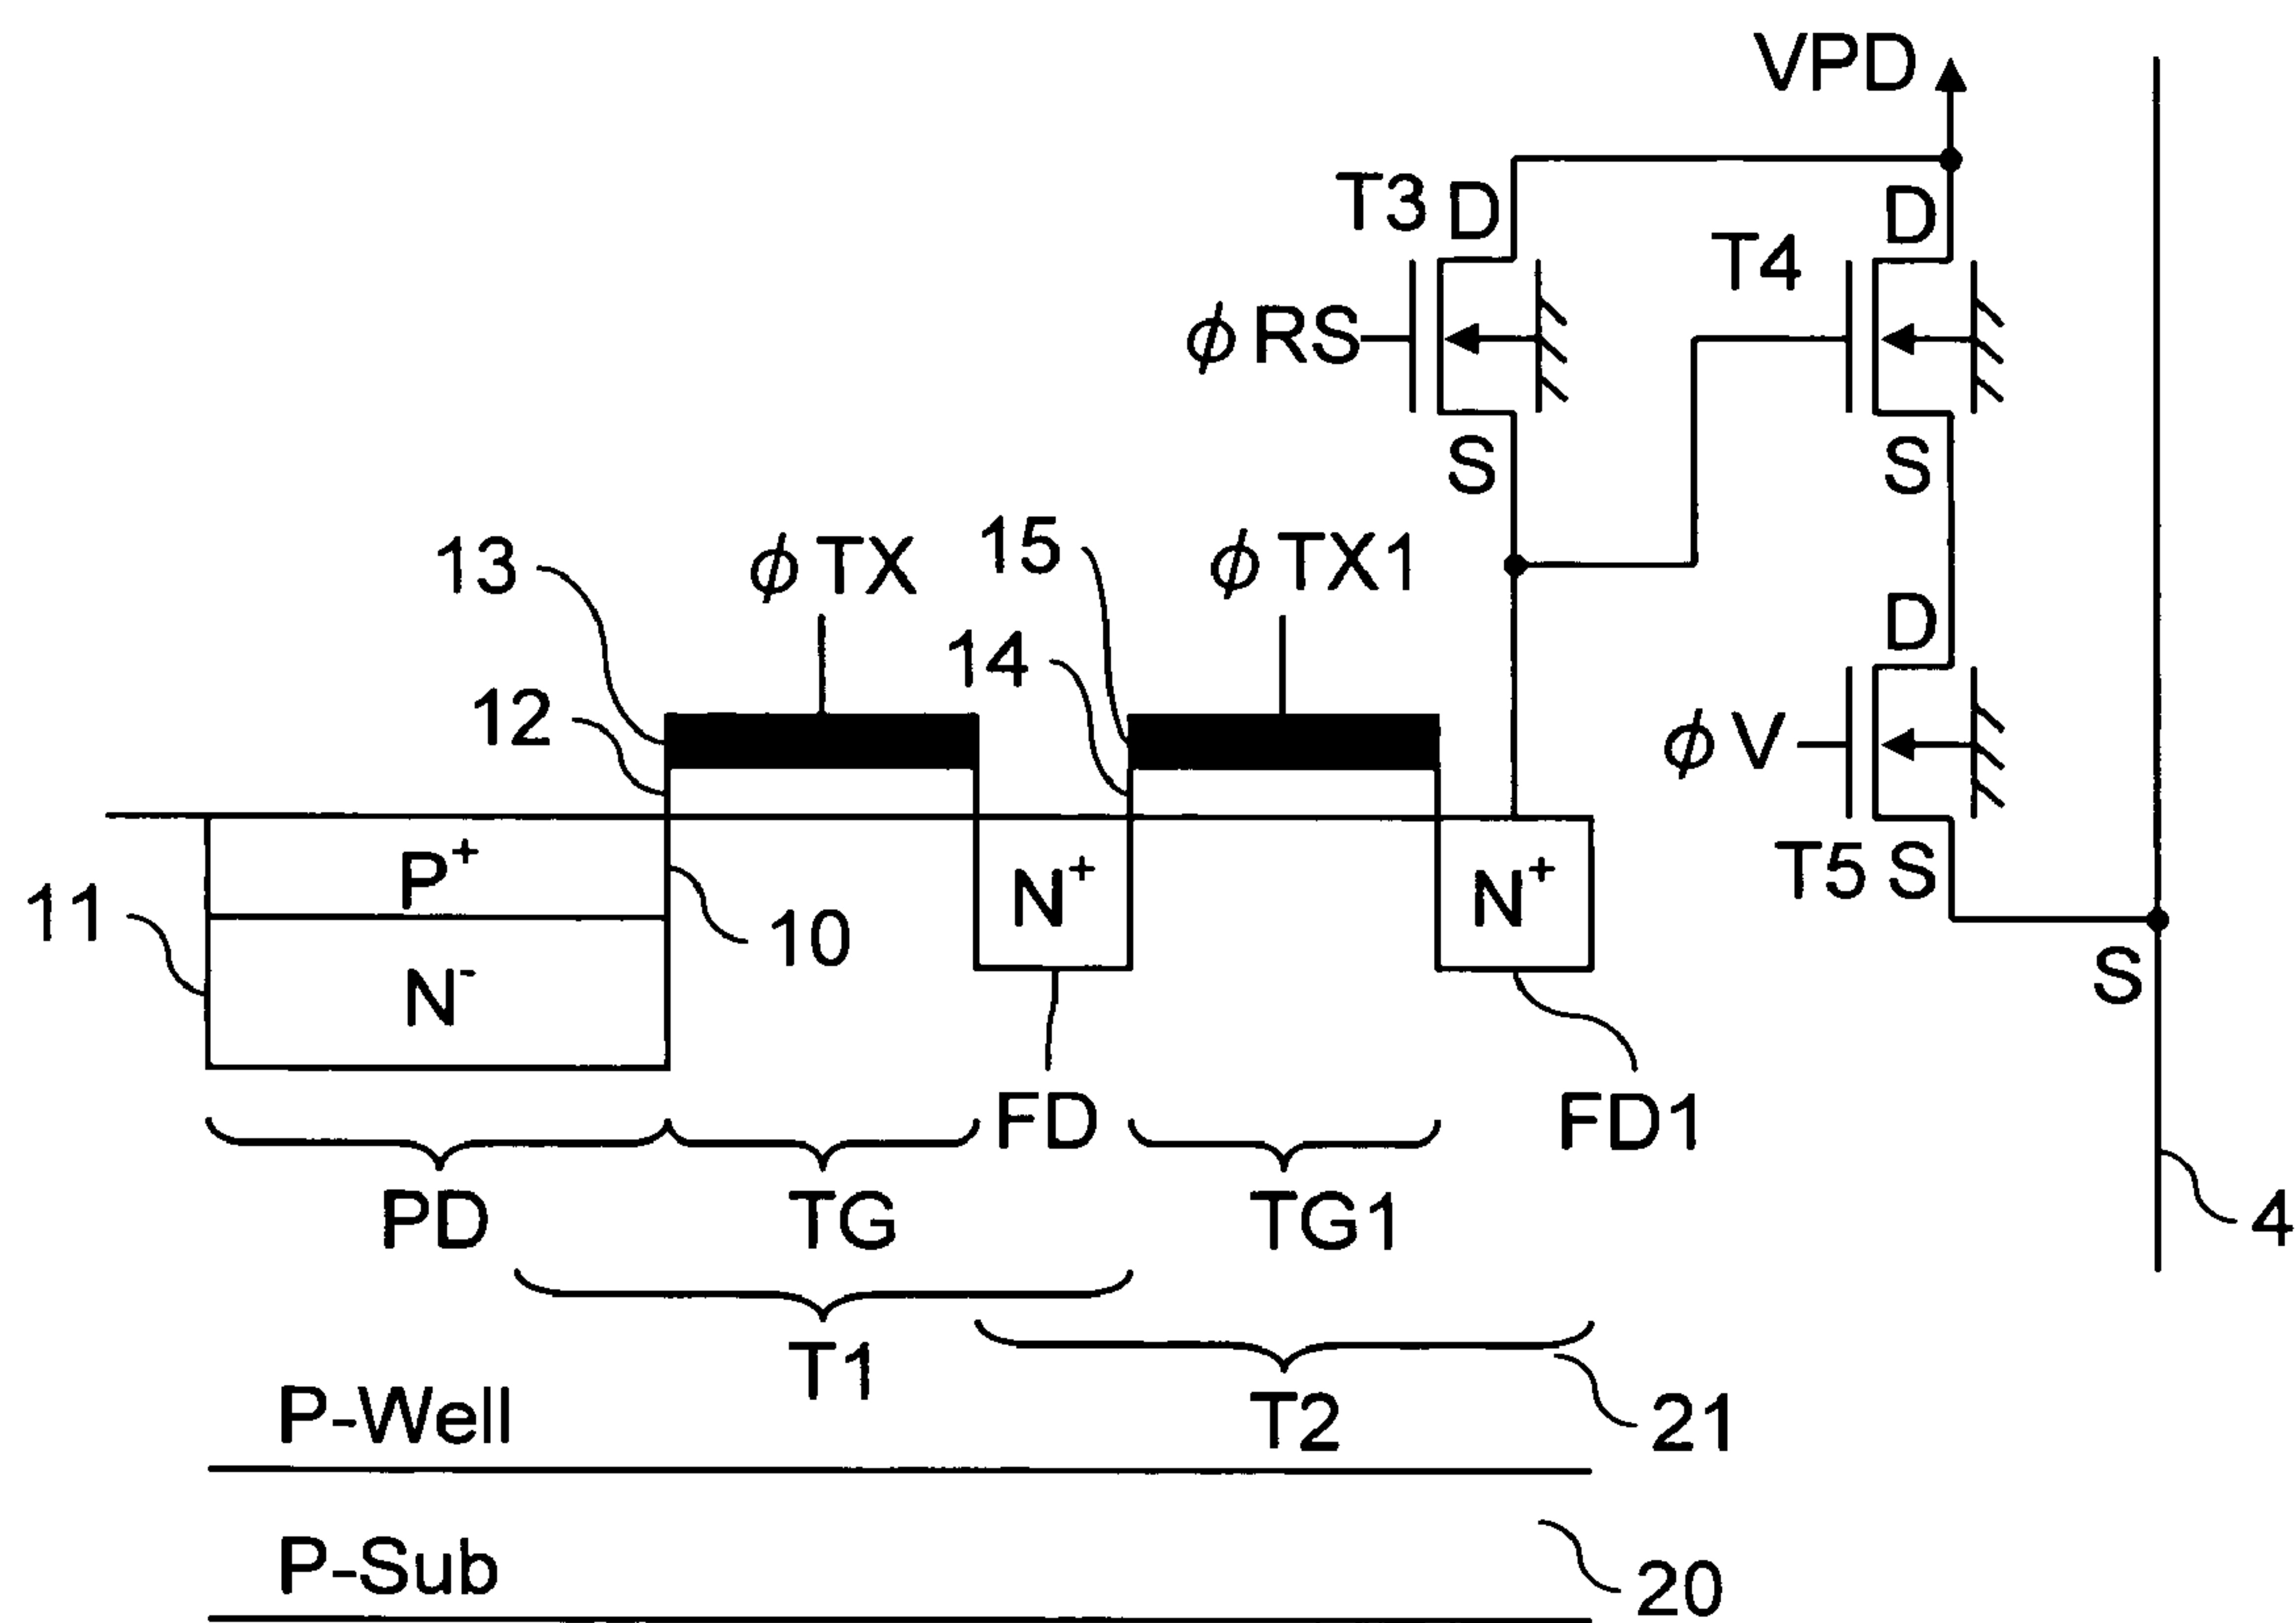 VPD
T3 D
D
T4
ϕRS
S
S
13
ϕTX
15
ϕTX1
14
D
12
ϕV
P+
N+
N+
T5 S
11
10
N-
S
FD
FD1
PD
TG
TG1
4
T1
P-Well
T2
21
P-Sub
20